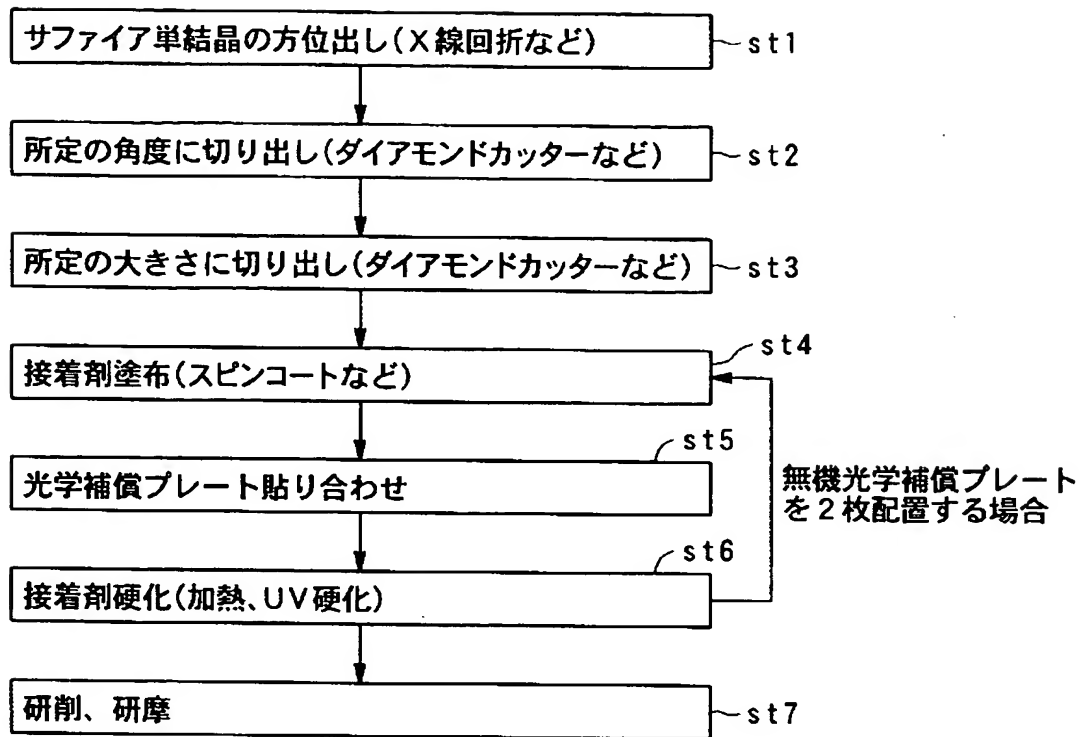 サファイア単結晶の方位出し(X線回折など)
st1
所定の角度に切り出し(ダイアモンドカッターなど)
st2
所定の大きさに切り出し(ダイアモンドカッターなど)
st3
st4
接着剤塗布(スピンコートなど)
st5
光学補償プレート貼り合わせ
無機光学補償プレート
を2枚配置する場合
st6
接着剤硬化(加熱、UV硬化)
研削、研摩
st7